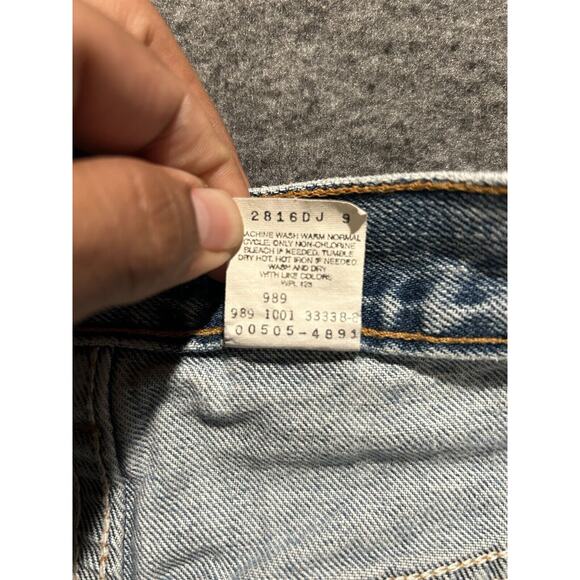 2816DJ 9
MACHINE WASH WARM NORMAL
CYCLE. ONLY NON-CHLORINE
BLEACH IF NEEDED. TUMBLE
DRY HOT. HOT IRON IF NEEDED
WASH AND DRY
WITH LIKE COLORS
WPL 423
989
989 1001 33338-
00505-4891